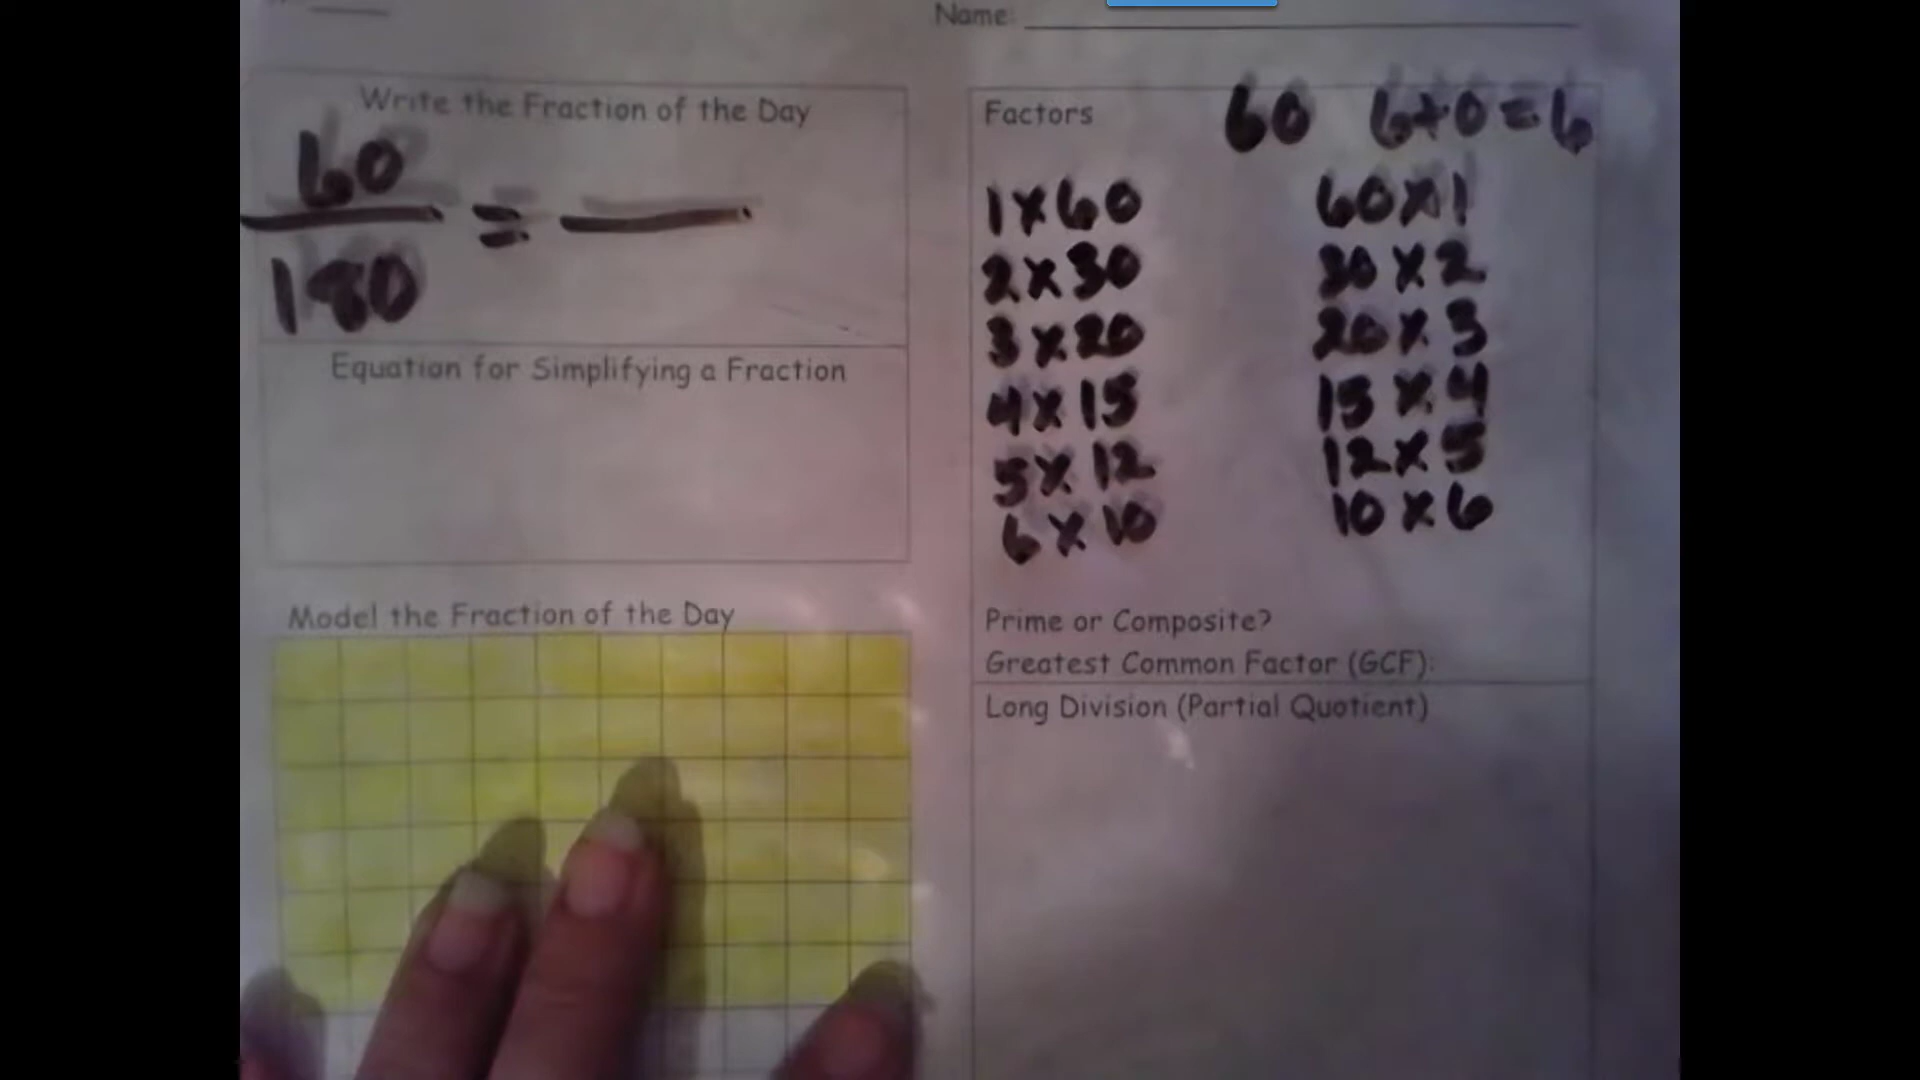 Name:
Write the Fraction of the Day
60
=
180
Equation for Simplifying a Fraction
Model the Fraction of the Day
Factors 60 6+0=6
1x60 60x1
2x30 30x2
3x20 20x3
4x15 15x4
5x12 12x5
6x10 10x6
Prime or Composite?
Greatest Common Factor (GCF):
Long Division (Partial Quotient)